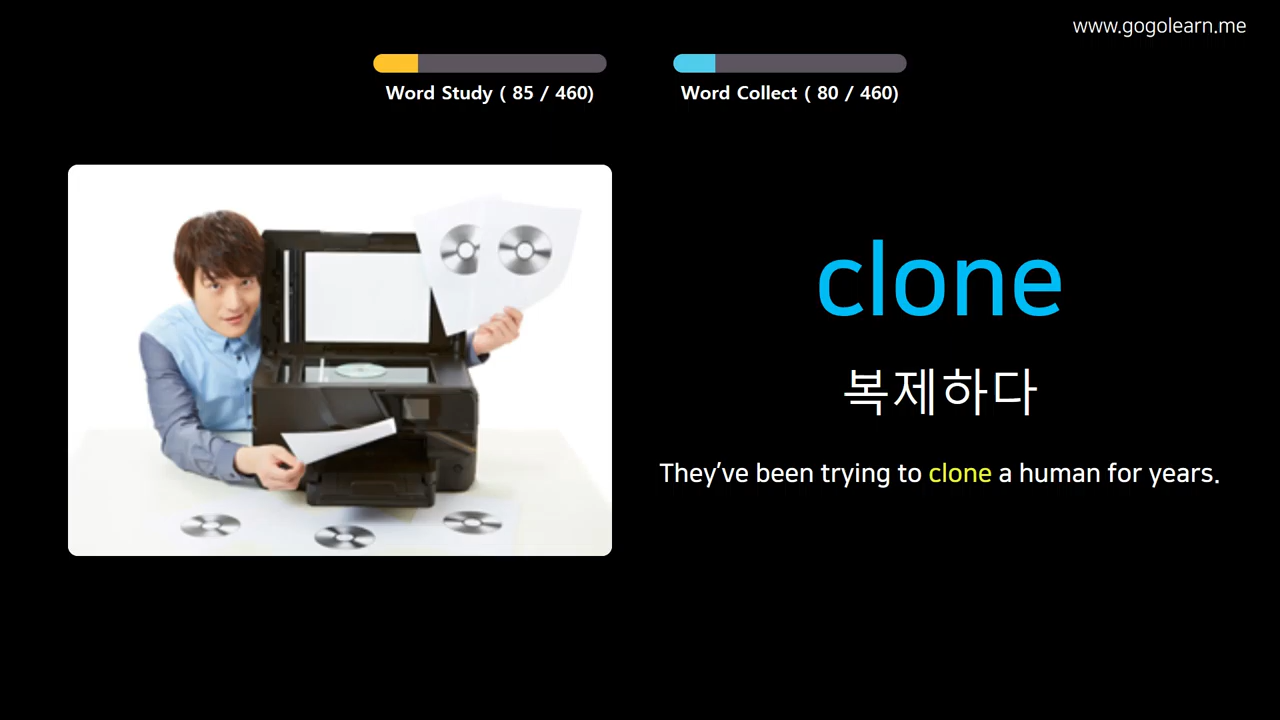 www.gogolearn.me
Word Study ( 85 / 460)
Word Collect ( 80 / 460)
clone
복제하다
They’ve been trying to clone a human for years.